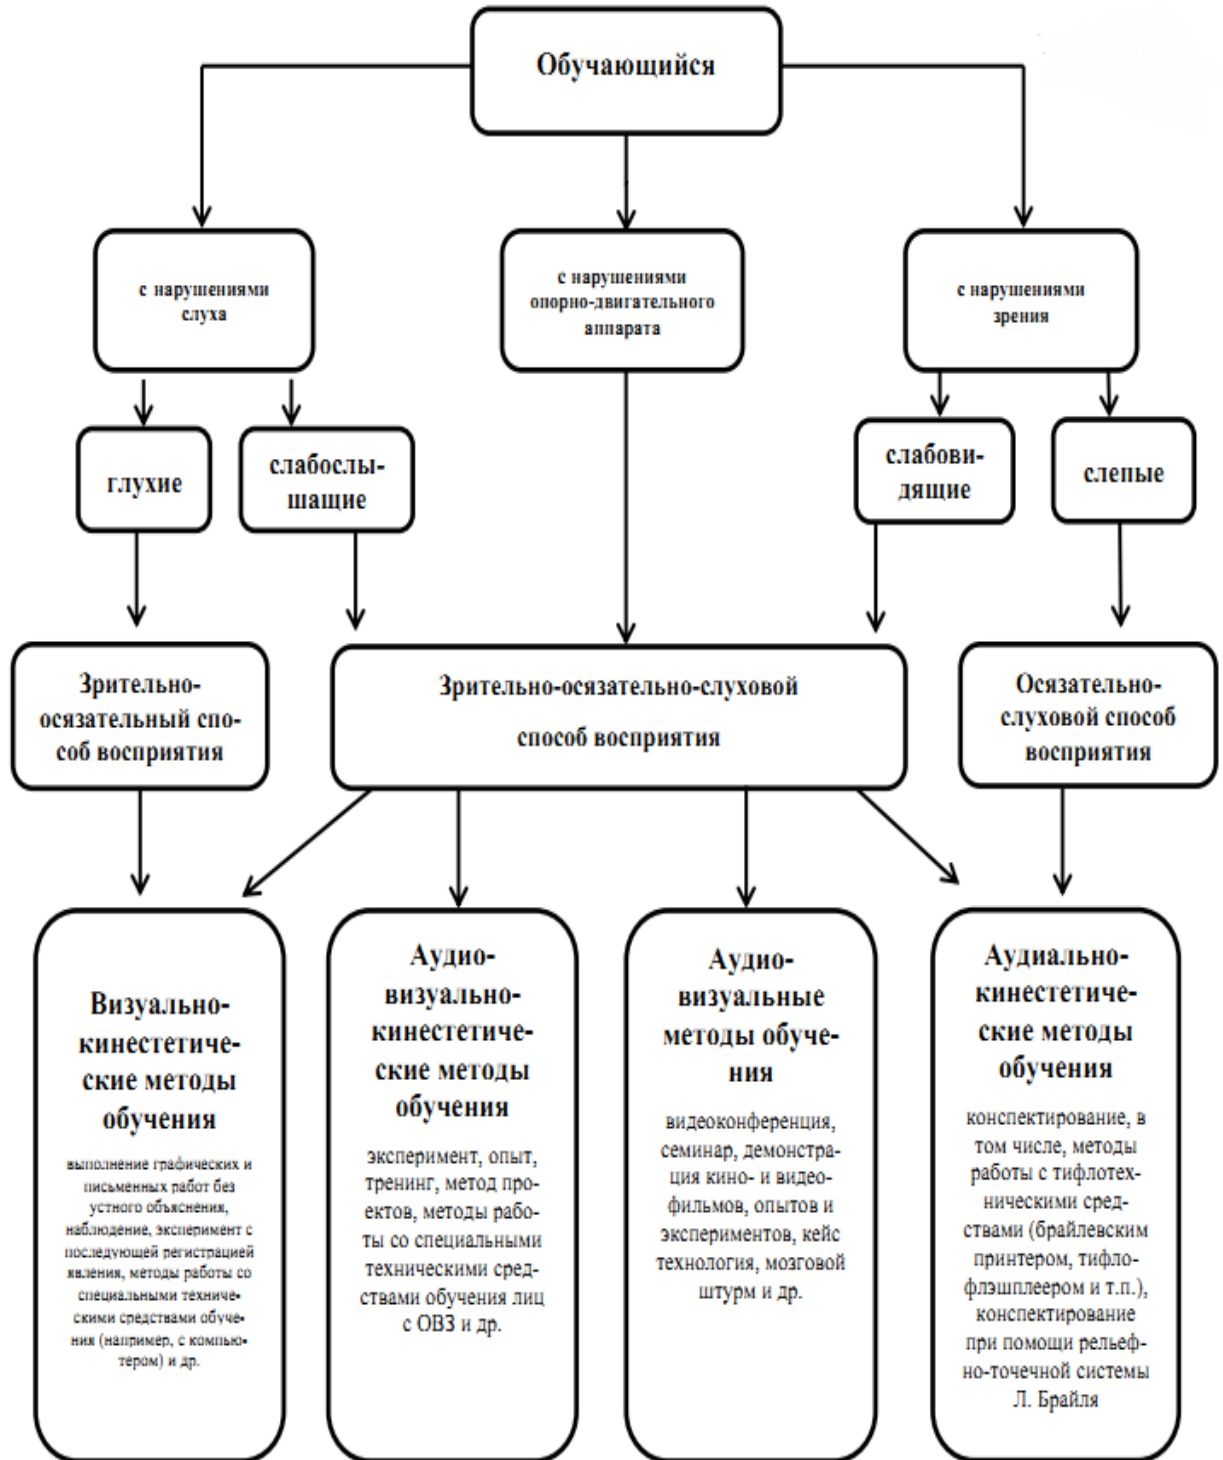 Обучающийся
с нарушениями
слуха
с нарушениями
опорно-двигательного
аппарата
с нарушениями
зрения
глухие
слабослы-
шащие
слабови-
дящие
слепые
Зрительно-
осязательный спо-
соб восприятия
Зрительно-осязательно-слуховой
способ восприятия
Осязательно-
слуховой способ
восприятия
Визуально-
кинестетиче-
ские методы
обучения
выполнение графических и
письменных работ без
устного объяснения,
наблюдение, эксперимент с
последующей регистрацией
явления, методы работы со
специальными техниче-
скими средствами обуче-
ния (например, с компью-
тером) и др.
Аудио-
визуально-
кинестетиче-
ские методы
обучения
эксперимент, опыт,
тренинг, метод про-
ектов, методы рабо-
ты со специальными
техническими сред-
ствами обучения лиц
с ОВЗ и др.
Аудио-
визуальные
методы обуче-
ния
видеоконференция,
семинар, демонстра-
ция кино- и видео-
фильмов, опытов и
экспериментов, кейс
технология, мозговой
штурм и др.
Аудиально-
кинестетиче-
ские методы
обучения
конспектирование, в
том числе, методы
работы с тифлотех-
ническими сред-
ствами (брайлевским
принтером, тифло-
флэшплеером и т.п.),
конспектирование
при помощи рельеф-
но-точечной системы
Л. Брайля